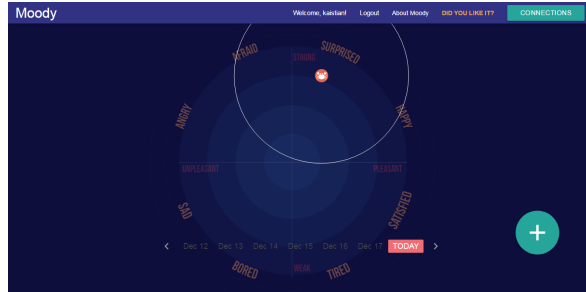 Moody
Welcome, kaistian! Logout About Moody DID YOU LIKE IT? CONNECTIONS
AFRAID
SURPRISED
STRONG
ANGRY
HAPPY
UNPLEASANT
PLEASANT
SAD
SATISFIED
Dec 12 Dec 13 Dec 14 Dec 15 Dec 16 Dec 17 TODAY
BORED
WEAK
TIRED